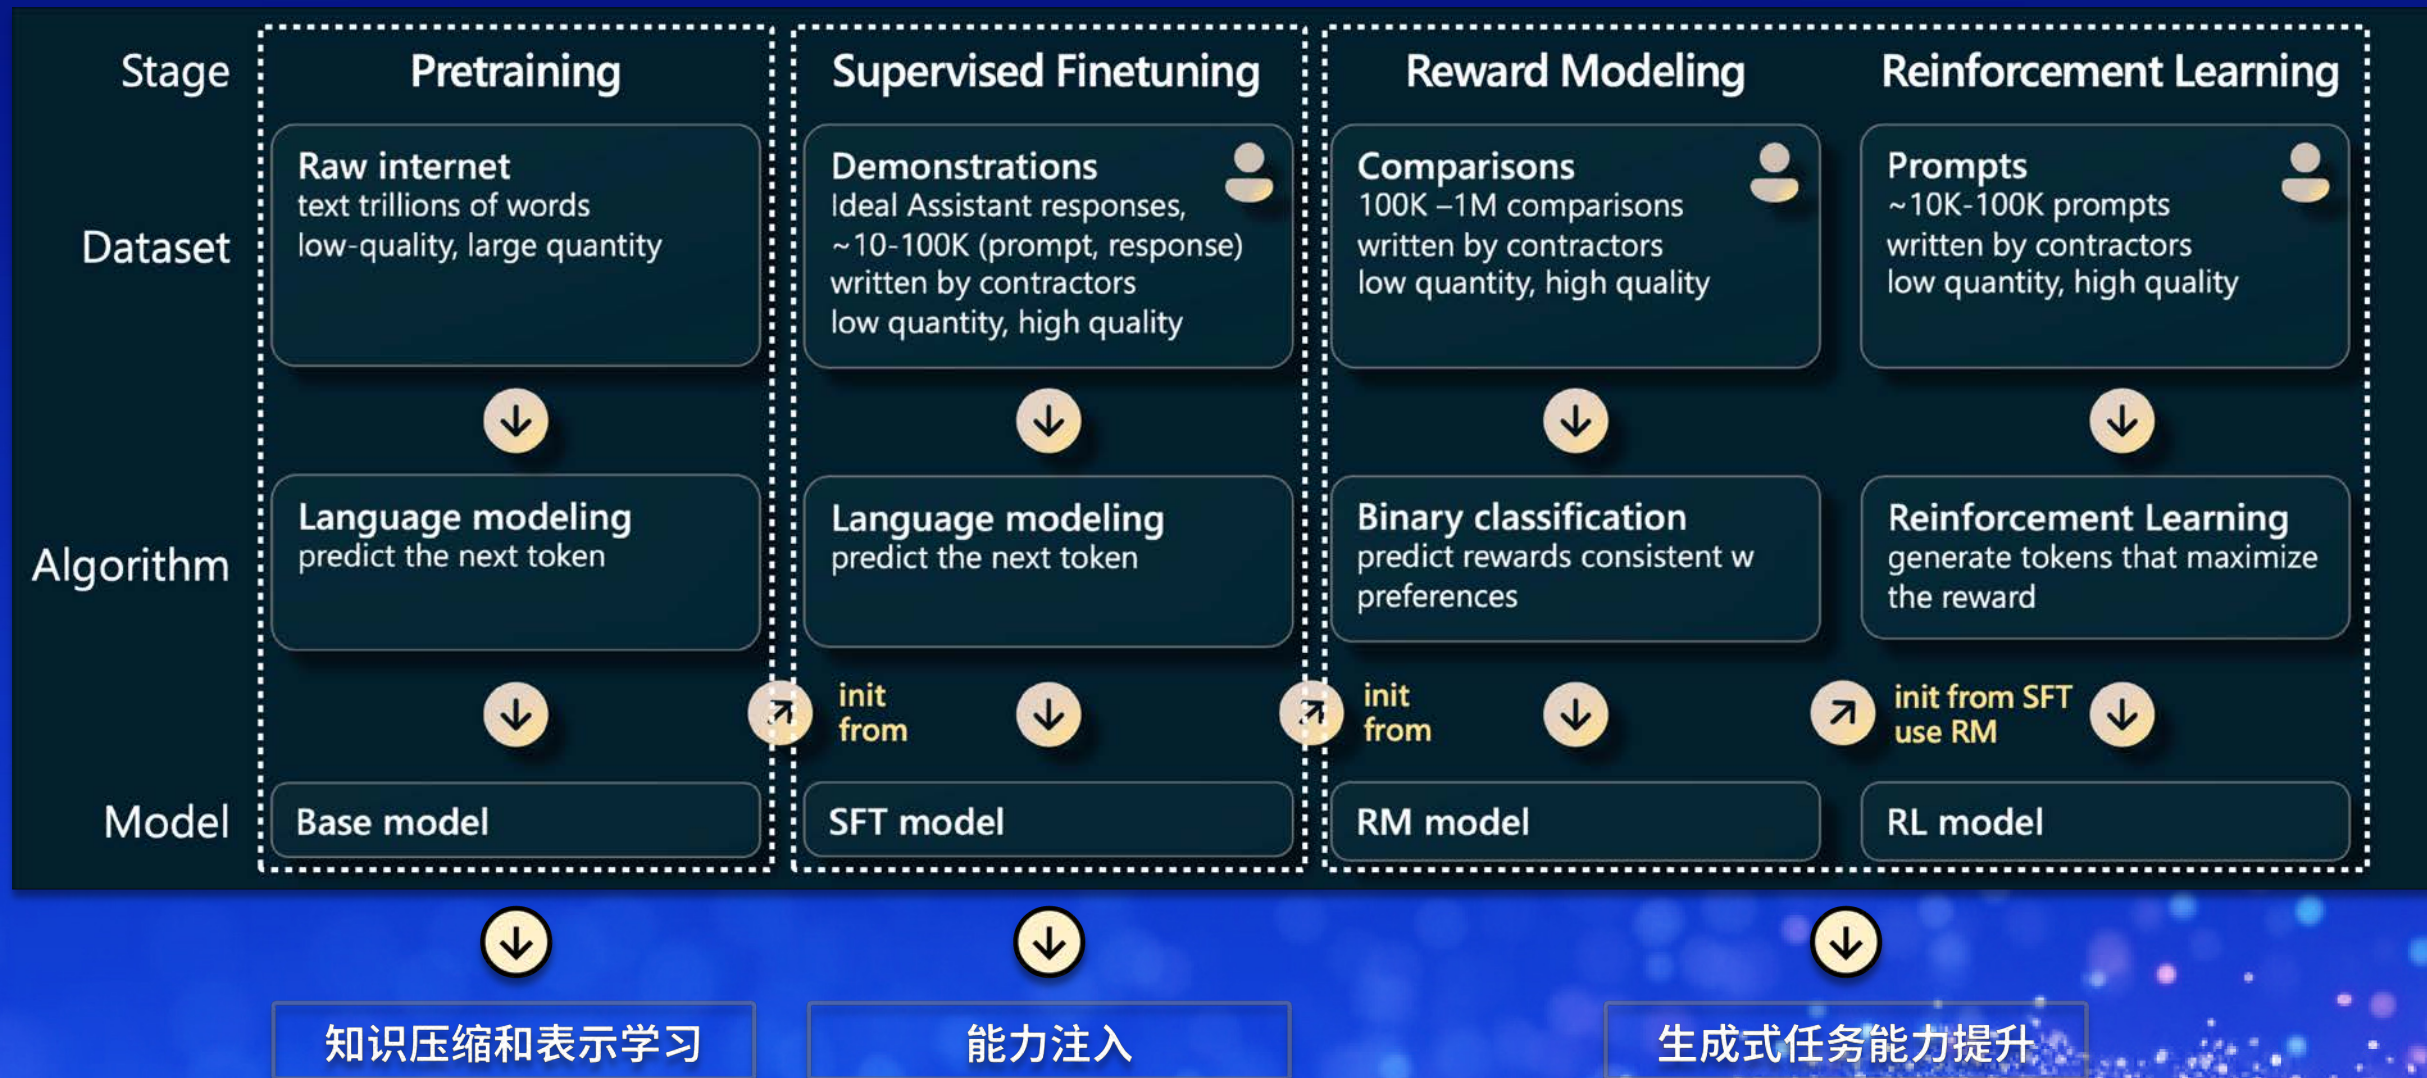 Stage
Pretraining
Supervised Finetuning
Reward Modeling
Reinforcement Learning
Dataset
Raw internet
text trillions of words
low-quality, large quantity
Demonstrations
Ideal Assistant responses,
~10-100K (prompt, response)
written by contractors
low quantity, high quality
Comparisons
100K –1M comparisons
written by contractors
low quantity, high quality
Prompts
~10K-100K prompts
written by contractors
low quantity, high quality
Algorithm
Language modeling
predict the next token
Language modeling
predict the next token
Binary classification
predict rewards consistent w
preferences
Reinforcement Learning
generate tokens that maximize
the reward
init
from
init
from
init from SFT
use RM
Model
Base model
SFT model
RM model
RL model
知识压缩和表示学习
能力注入
生成式任务能力提升